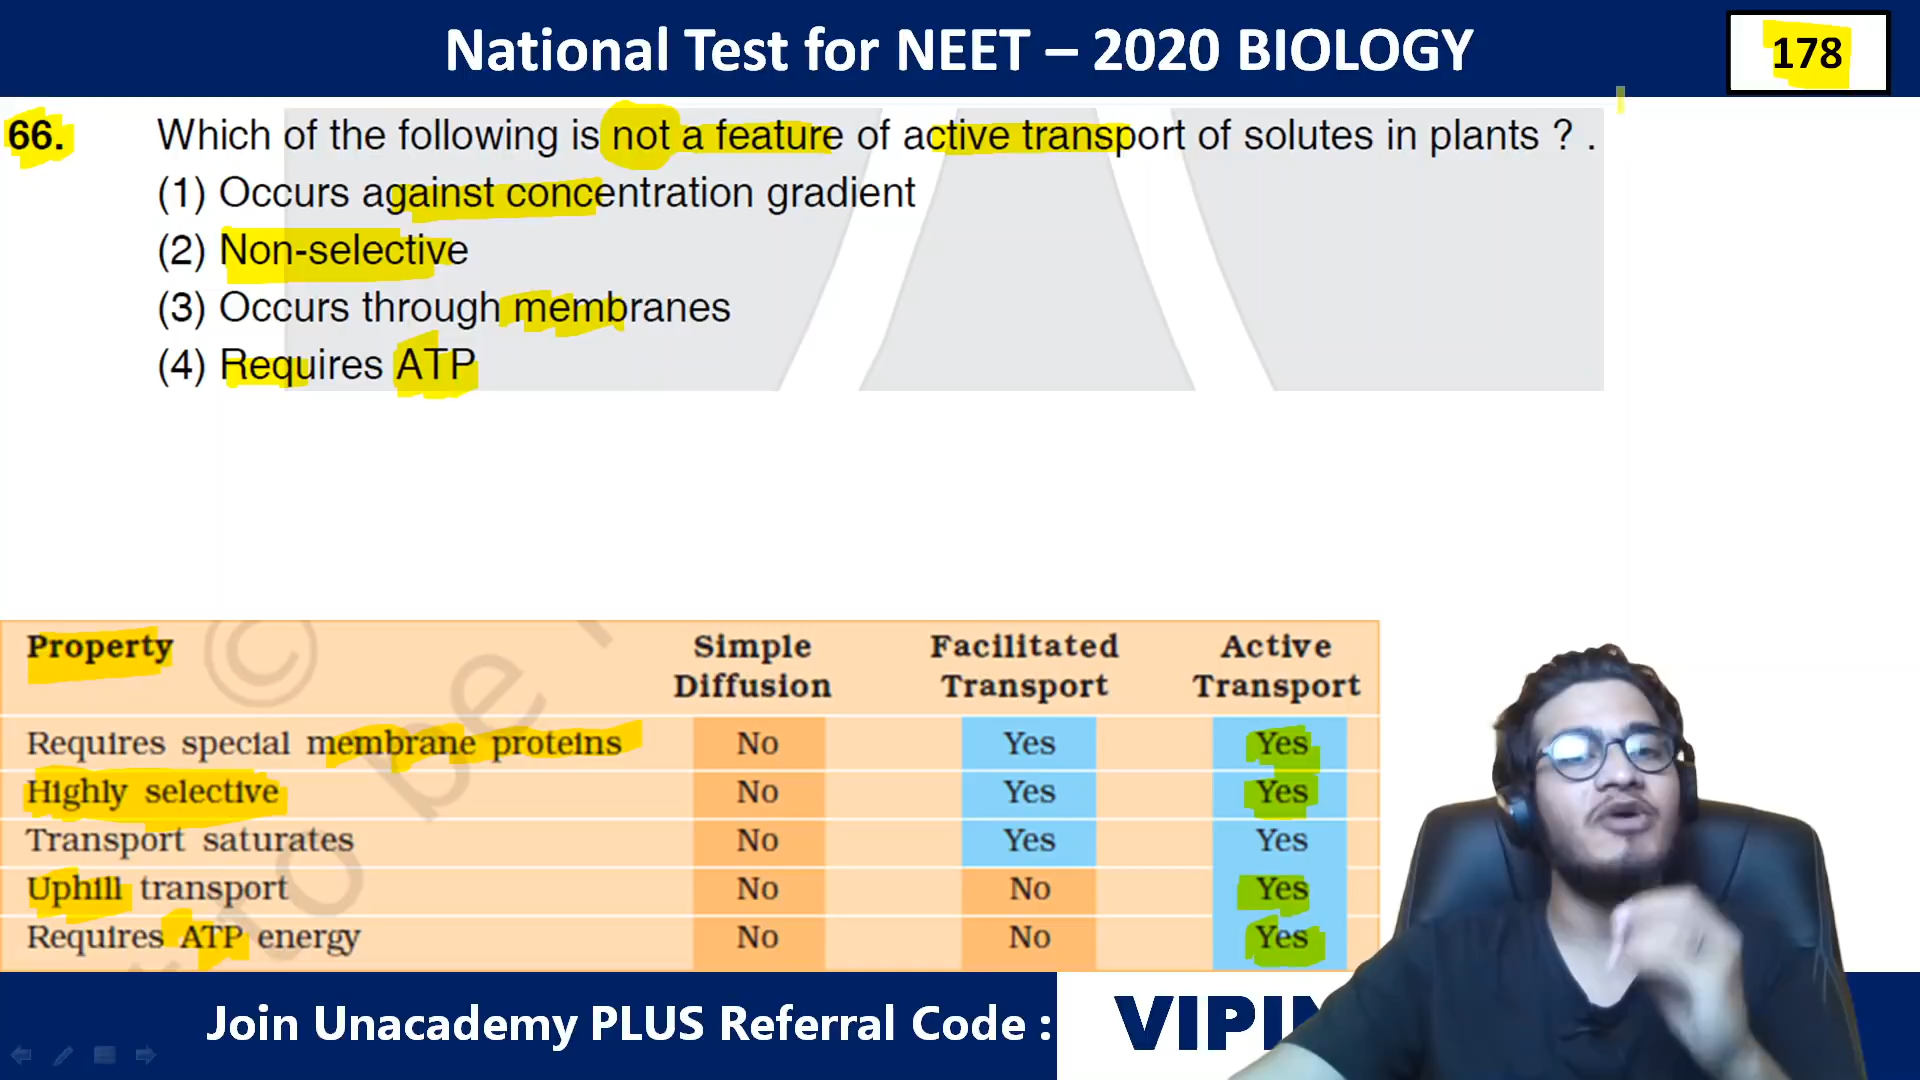 National Test for NEET – 2020 BIOLOGY
178
66. Which of the following is not a feature of active transport of solutes in plants ? .
(1) Occurs against concentration gradient
(2) Non-selective
(3) Occurs through membranes
(4) Requires ATP
Property Simple Diffusion Facilitated Transport Active Transport
Requires special membrane proteins No Yes Yes
Highly selective No Yes Yes
Transport saturates No Yes Yes
Uphill transport No No Yes
Requires ATP energy No No Yes
Join Unacademy PLUS Referral Code :